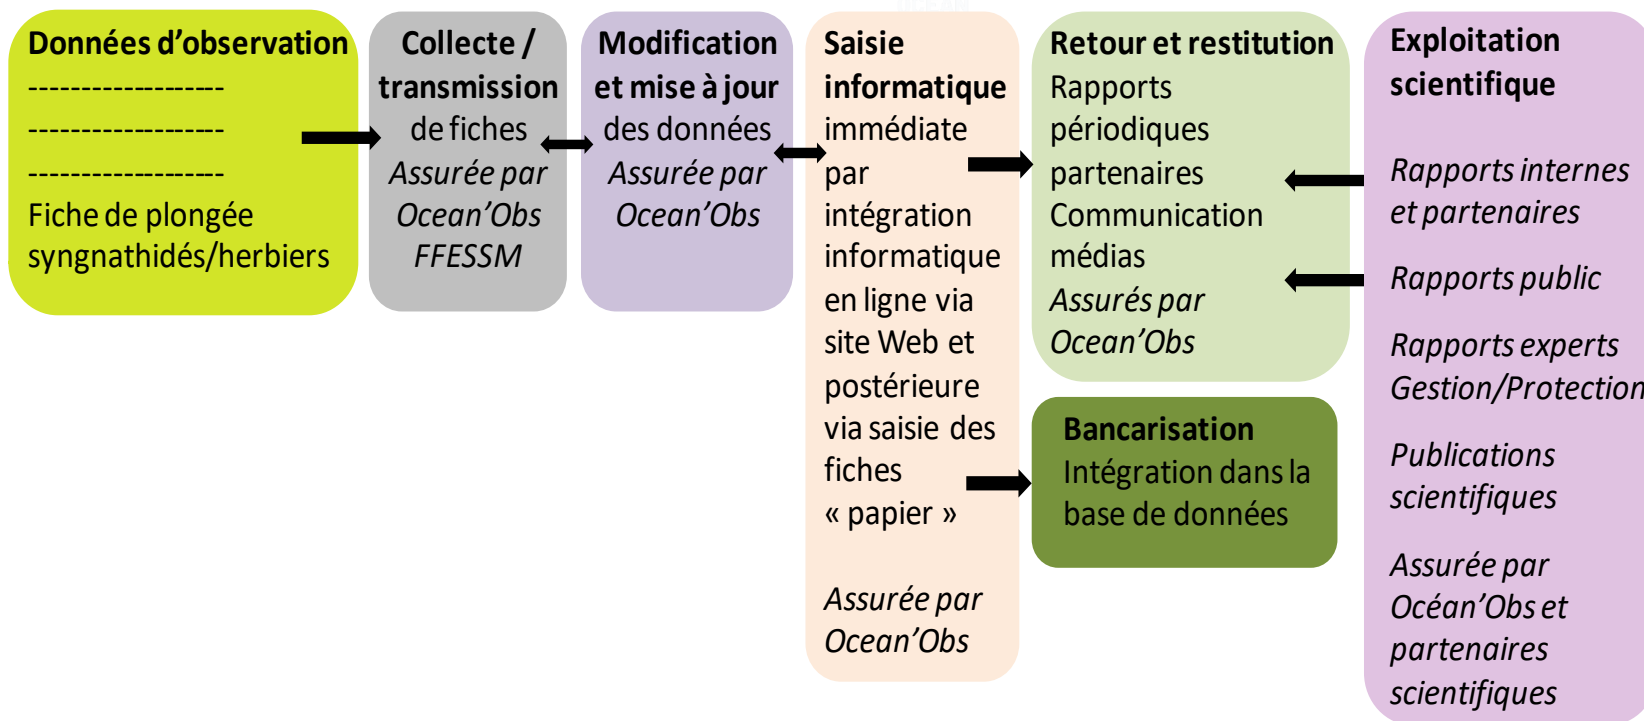 Données d’observation
-------------------
-------------------
-------------------
Fiche de plongée
syngnathidés/herbiers
Collecte /
transmission
de fiches
Assurée par
Ocean’Obs
FFESSM
Modification
et mise à jour
des données
Assurée par
Ocean’Obs
Saisie
informatique
immédiate
par
intégration
informatique
en ligne via
site Web et
postérieure
via saisie des
fiches
« papier »
Assurée par
Ocean’Obs
Retour et restitution
Rapports
périodiques
partenaires
Communication
médias
Assurés par
Ocean’Obs
Bancarisation
Intégration dans la
base de données
Exploitation
scientifique
Rapports internes
et partenaires
Rapports public
Rapports experts
Gestion/Protection
Publications
scientifiques
Assurée par
Océan’Obs et
partenaires
scientifiques